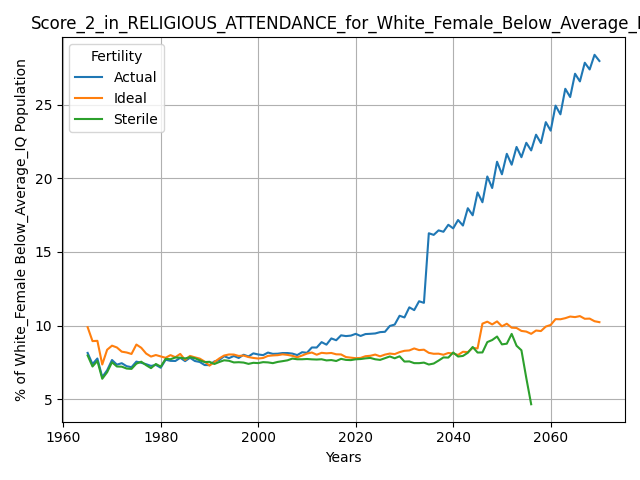 Score_2_in_RELIGIOUS_ATTENDANCE_for_White_Female_Below_Average_I
Fertility
Actual
Ideal
Sterile
% of White_Female Below_Average_IQ Population
25
20
15
10
5
1960 1980 2000 2020 2040 2060
Years